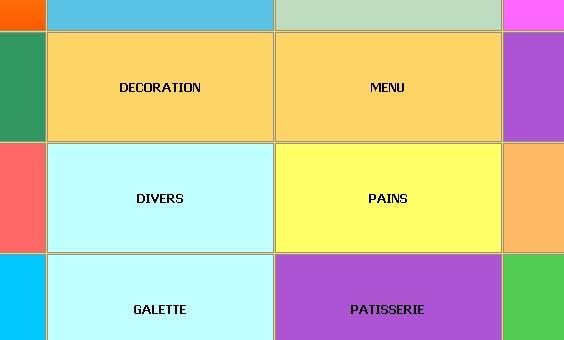 DECORATION
MENU
DIVERS
PAINS
GALETTE
PATISSERIE